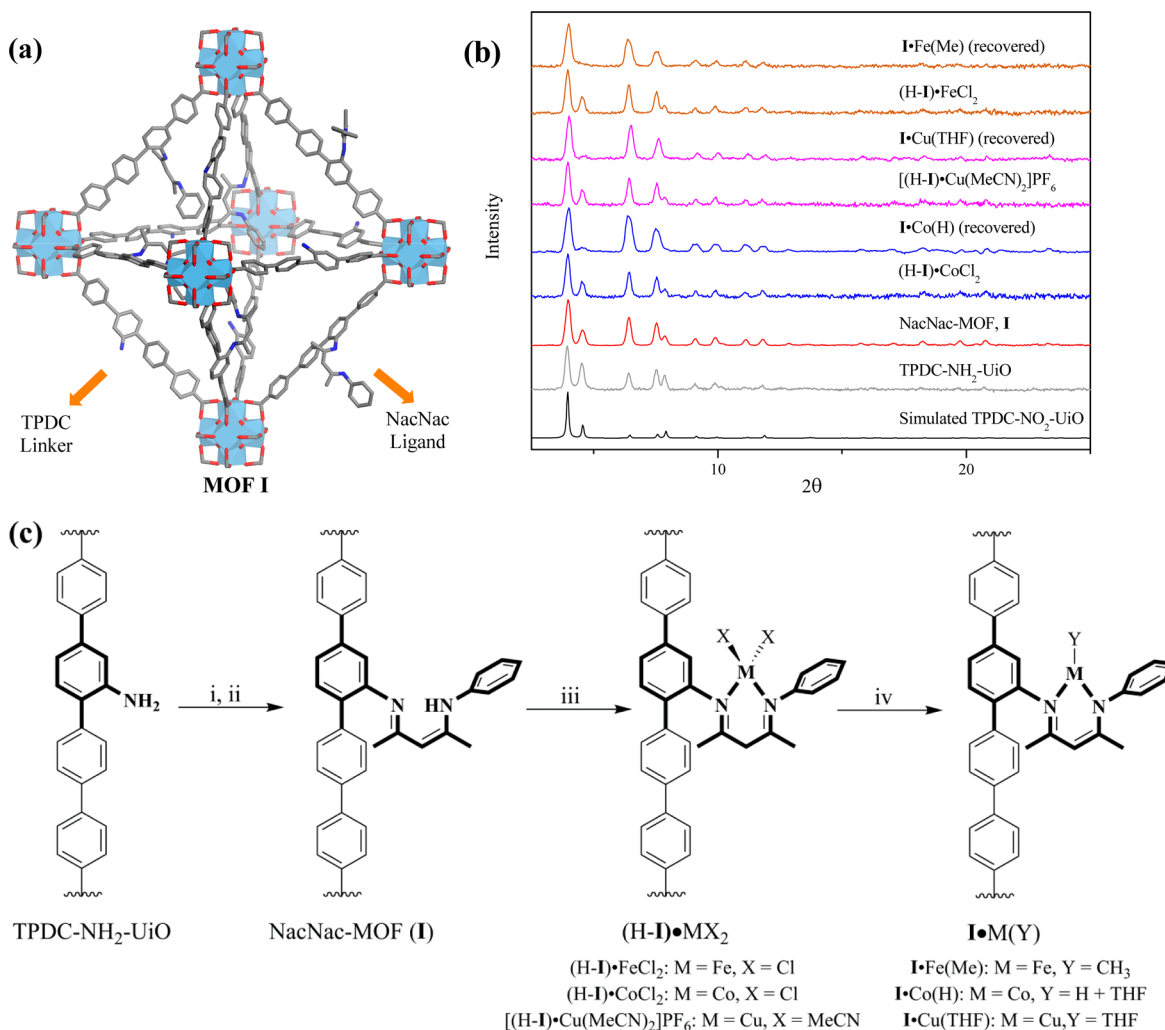 (a)
TPDC
Linker
NacNac
Ligand
MOF I
(b)
Intensity
I•Fe(Me) (recovered)
(H-I)•FeCl2
I•Cu(THF) (recovered)
[(H-I)•Cu(MeCN)2]PF6
I•Co(H) (recovered)
(H-I)•CoCl2
NacNac-MOF, I
TPDC-NH2-UiO
Simulated TPDC-NO2-UiO
10 20
2θ
(c)
NH2
i, ii
N HN
iii
X X
M
N N
iv
Y
M
N N
TPDC-NH2-UiO
NacNac-MOF (I)
(H-I)•MX2
(H-I)•FeCl2: M = Fe, X = Cl
(H-I)•CoCl2: M = Co, X = Cl
[(H-I)•Cu(MeCN)2]PF6: M = Cu, X = MeCN
I•M(Y)
I•Fe(Me): M = Fe, Y = CH3
I•Co(H): M = Co, Y = H + THF
I•Cu(THF): M = Cu,Y = THF